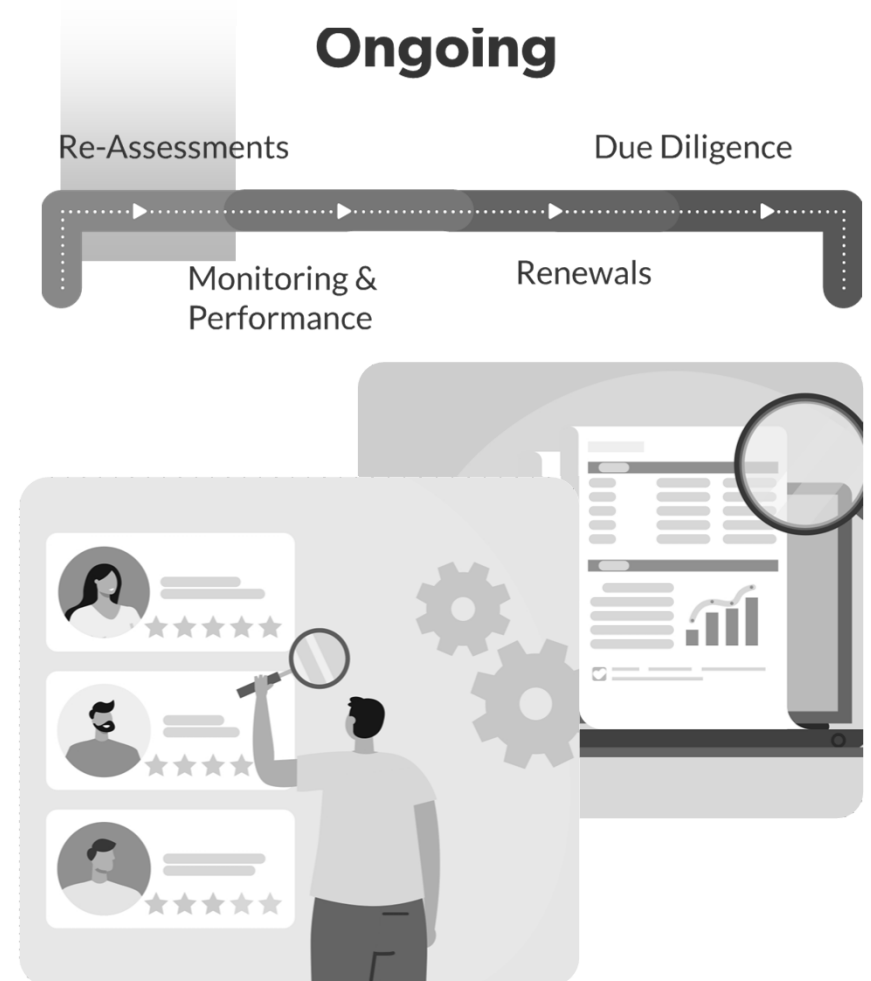 Ongoing
Re-Assessments
Due Diligence
Monitoring &
Performance
Renewals